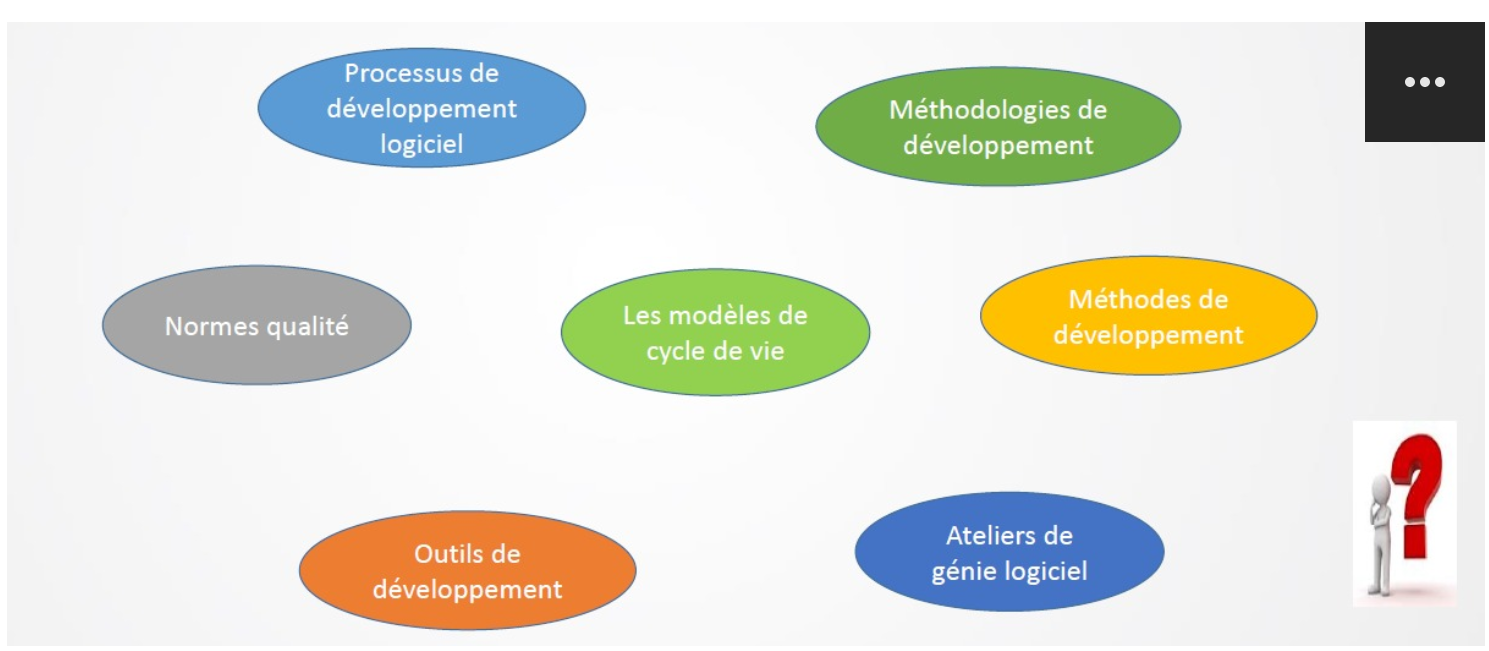 Processus de
développement
logiciel
Méthodologies de
développement
Normes qualité
Les modèles de
cycle de vie
Méthodes de
développement
Outils de
développement
Ateliers de
génie logiciel